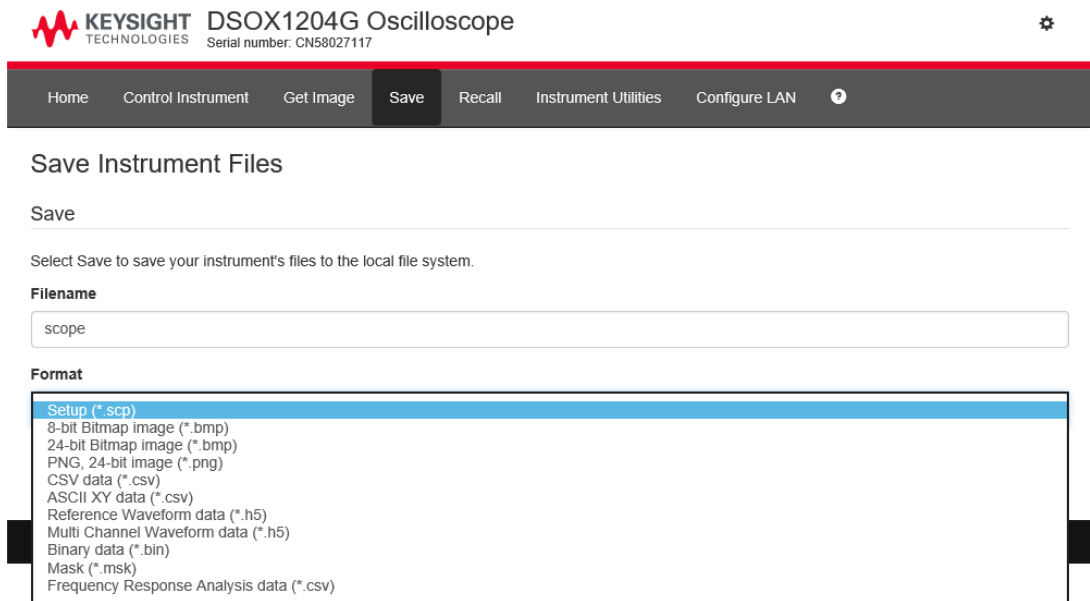 KEYSIGHT
TECHNOLOGIES
DSOX1204G Oscilloscope
Serial number: CN58027117
Home Control Instrument Get Image Save Recall Instrument Utilities Configure LAN ?
Save Instrument Files
Save
Select Save to save your instrument's files to the local file system.
Filename
scope
Format
Setup (*.scp)
8-bit Bitmap image (*.bmp)
24-bit Bitmap image (*.bmp)
PNG, 24-bit image (*.png)
CSV data (*.csv)
ASCII XY data (*.csv)
Reference Waveform data (*.h5)
Multi Channel Waveform data (*.h5)
Binary data (*.bin)
Mask (*.msk)
Frequency Response Analysis data (*.csv)